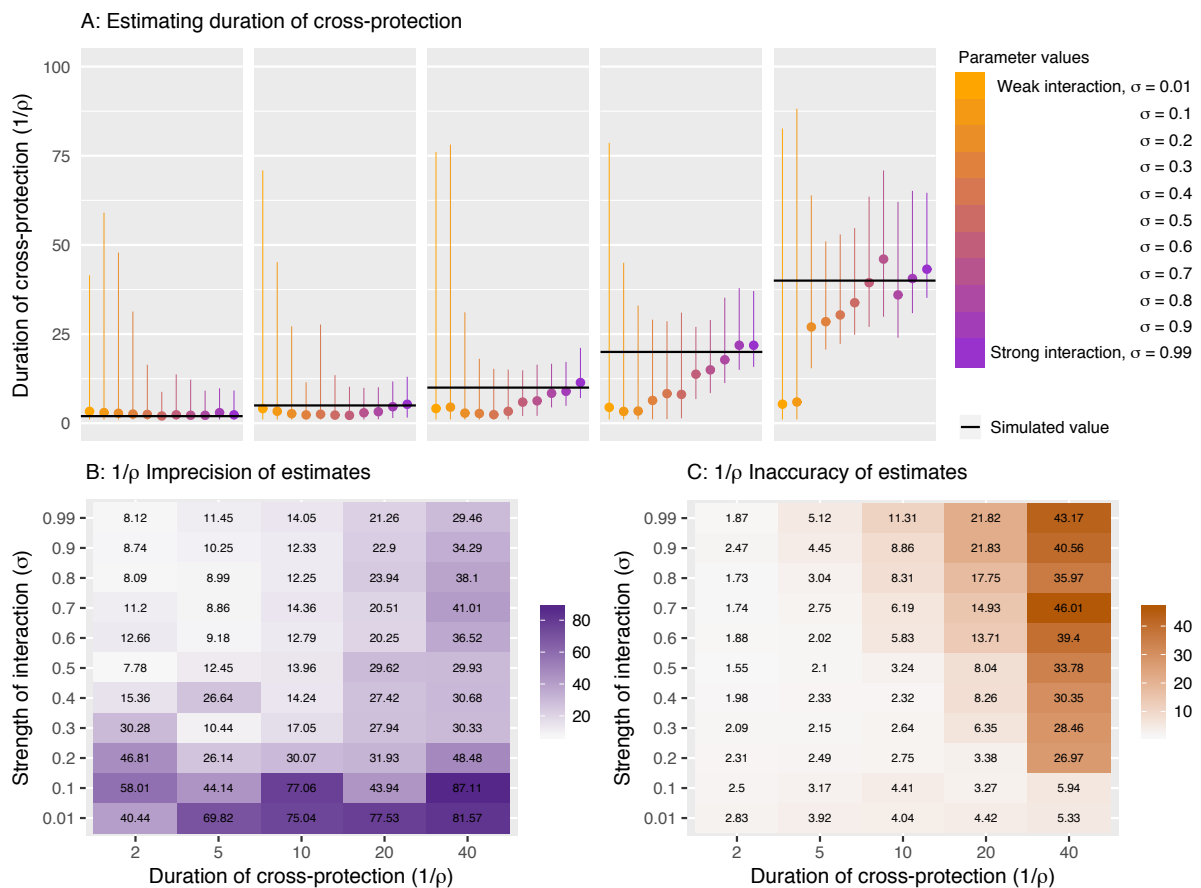 A: Estimating duration of cross-protection
Duration of cross-protection (1/ρ)
100
75
50
25
0
Parameter values
Weak interaction, σ = 0.01
σ = 0.1
σ = 0.2
σ = 0.3
σ = 0.4
σ = 0.5
σ = 0.6
σ = 0.7
σ = 0.8
σ = 0.9
Strong interaction, σ = 0.99
Simulated value
B: 1/ρ Imprecision of estimates
Strength of interaction (σ)
0.99 8.12 11.45 14.05 21.26 29.46
0.9 8.74 10.25 12.33 22.9 34.29
0.8 8.09 8.99 12.25 23.94 38.1
0.7 11.2 8.86 14.36 20.51 41.01
0.6 12.66 9.18 12.79 20.25 36.52
0.5 7.78 12.45 13.96 29.62 29.93
0.4 15.36 26.64 14.24 27.42 30.68
0.3 30.28 10.44 17.05 27.94 30.33
0.2 46.81 26.14 30.07 31.93 48.48
0.1 58.01 44.14 77.06 43.94 87.11
0.01 40.44 69.82 75.04 77.53 81.57
2 5 10 20 40
Duration of cross-protection (1/ρ)
80
60
40
20
C: 1/ρ Inaccuracy of estimates
Strength of interaction (σ)
0.99 1.87 5.12 11.31 21.82 43.17
0.9 2.47 4.45 8.86 21.83 40.56
0.8 1.73 3.04 8.31 17.75 35.97
0.7 1.74 2.75 6.19 14.93 46.01
0.6 1.88 2.02 5.83 13.71 39.4
0.5 1.55 2.1 3.24 8.04 33.78
0.4 1.98 2.33 2.32 8.26 30.35
0.3 2.09 2.15 2.64 6.35 28.46
0.2 2.31 2.49 2.75 3.38 26.97
0.1 2.5 3.17 4.41 3.27 5.94
0.01 2.83 3.92 4.04 4.42 5.33
2 5 10 20 40
Duration of cross-protection (1/ρ)
40
30
20
10